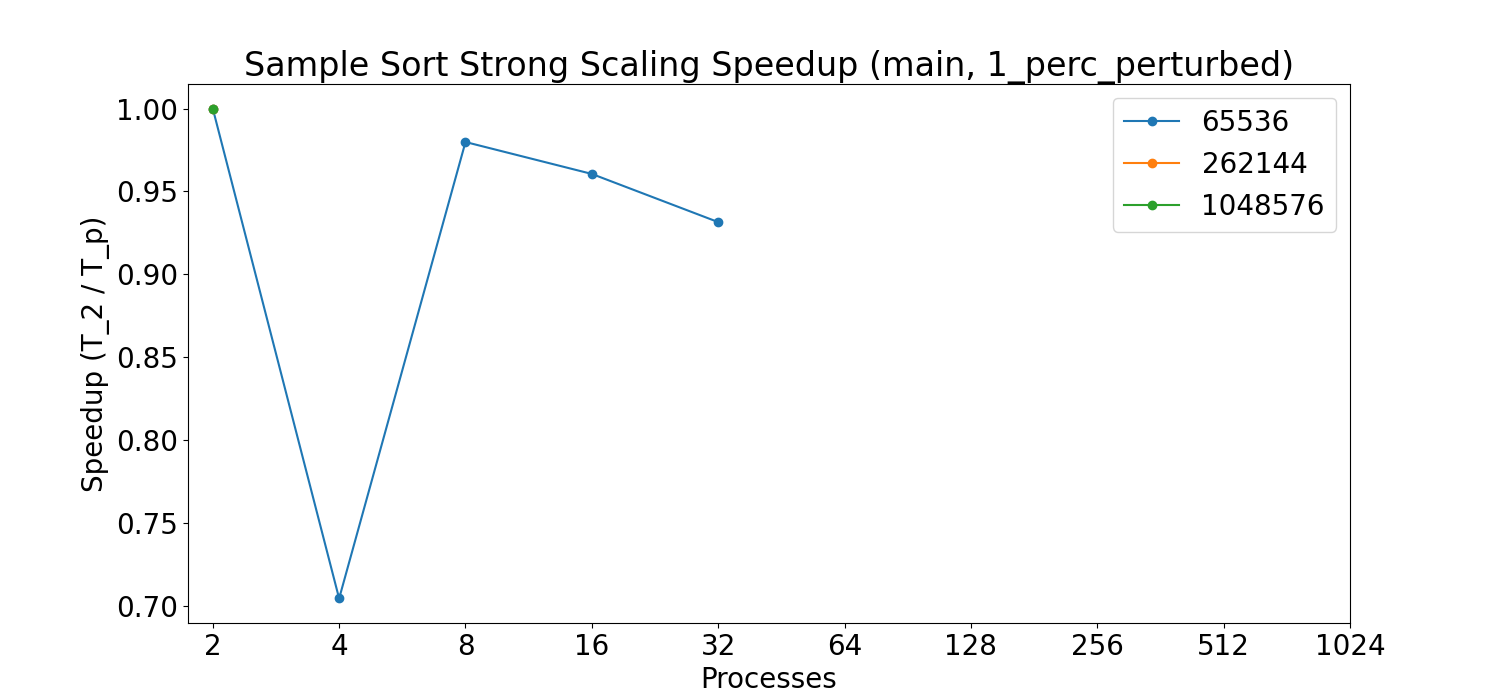 Sample Sort Strong Scaling Speedup (main, 1_perc_perturbed)
1.00
0.95
0.90
0.85
0.80
0.75
0.70
Speedup (T_2 / T_p)
65536
262144
1048576
2 4 8 16 32 64 128 256 512 1024
Processes